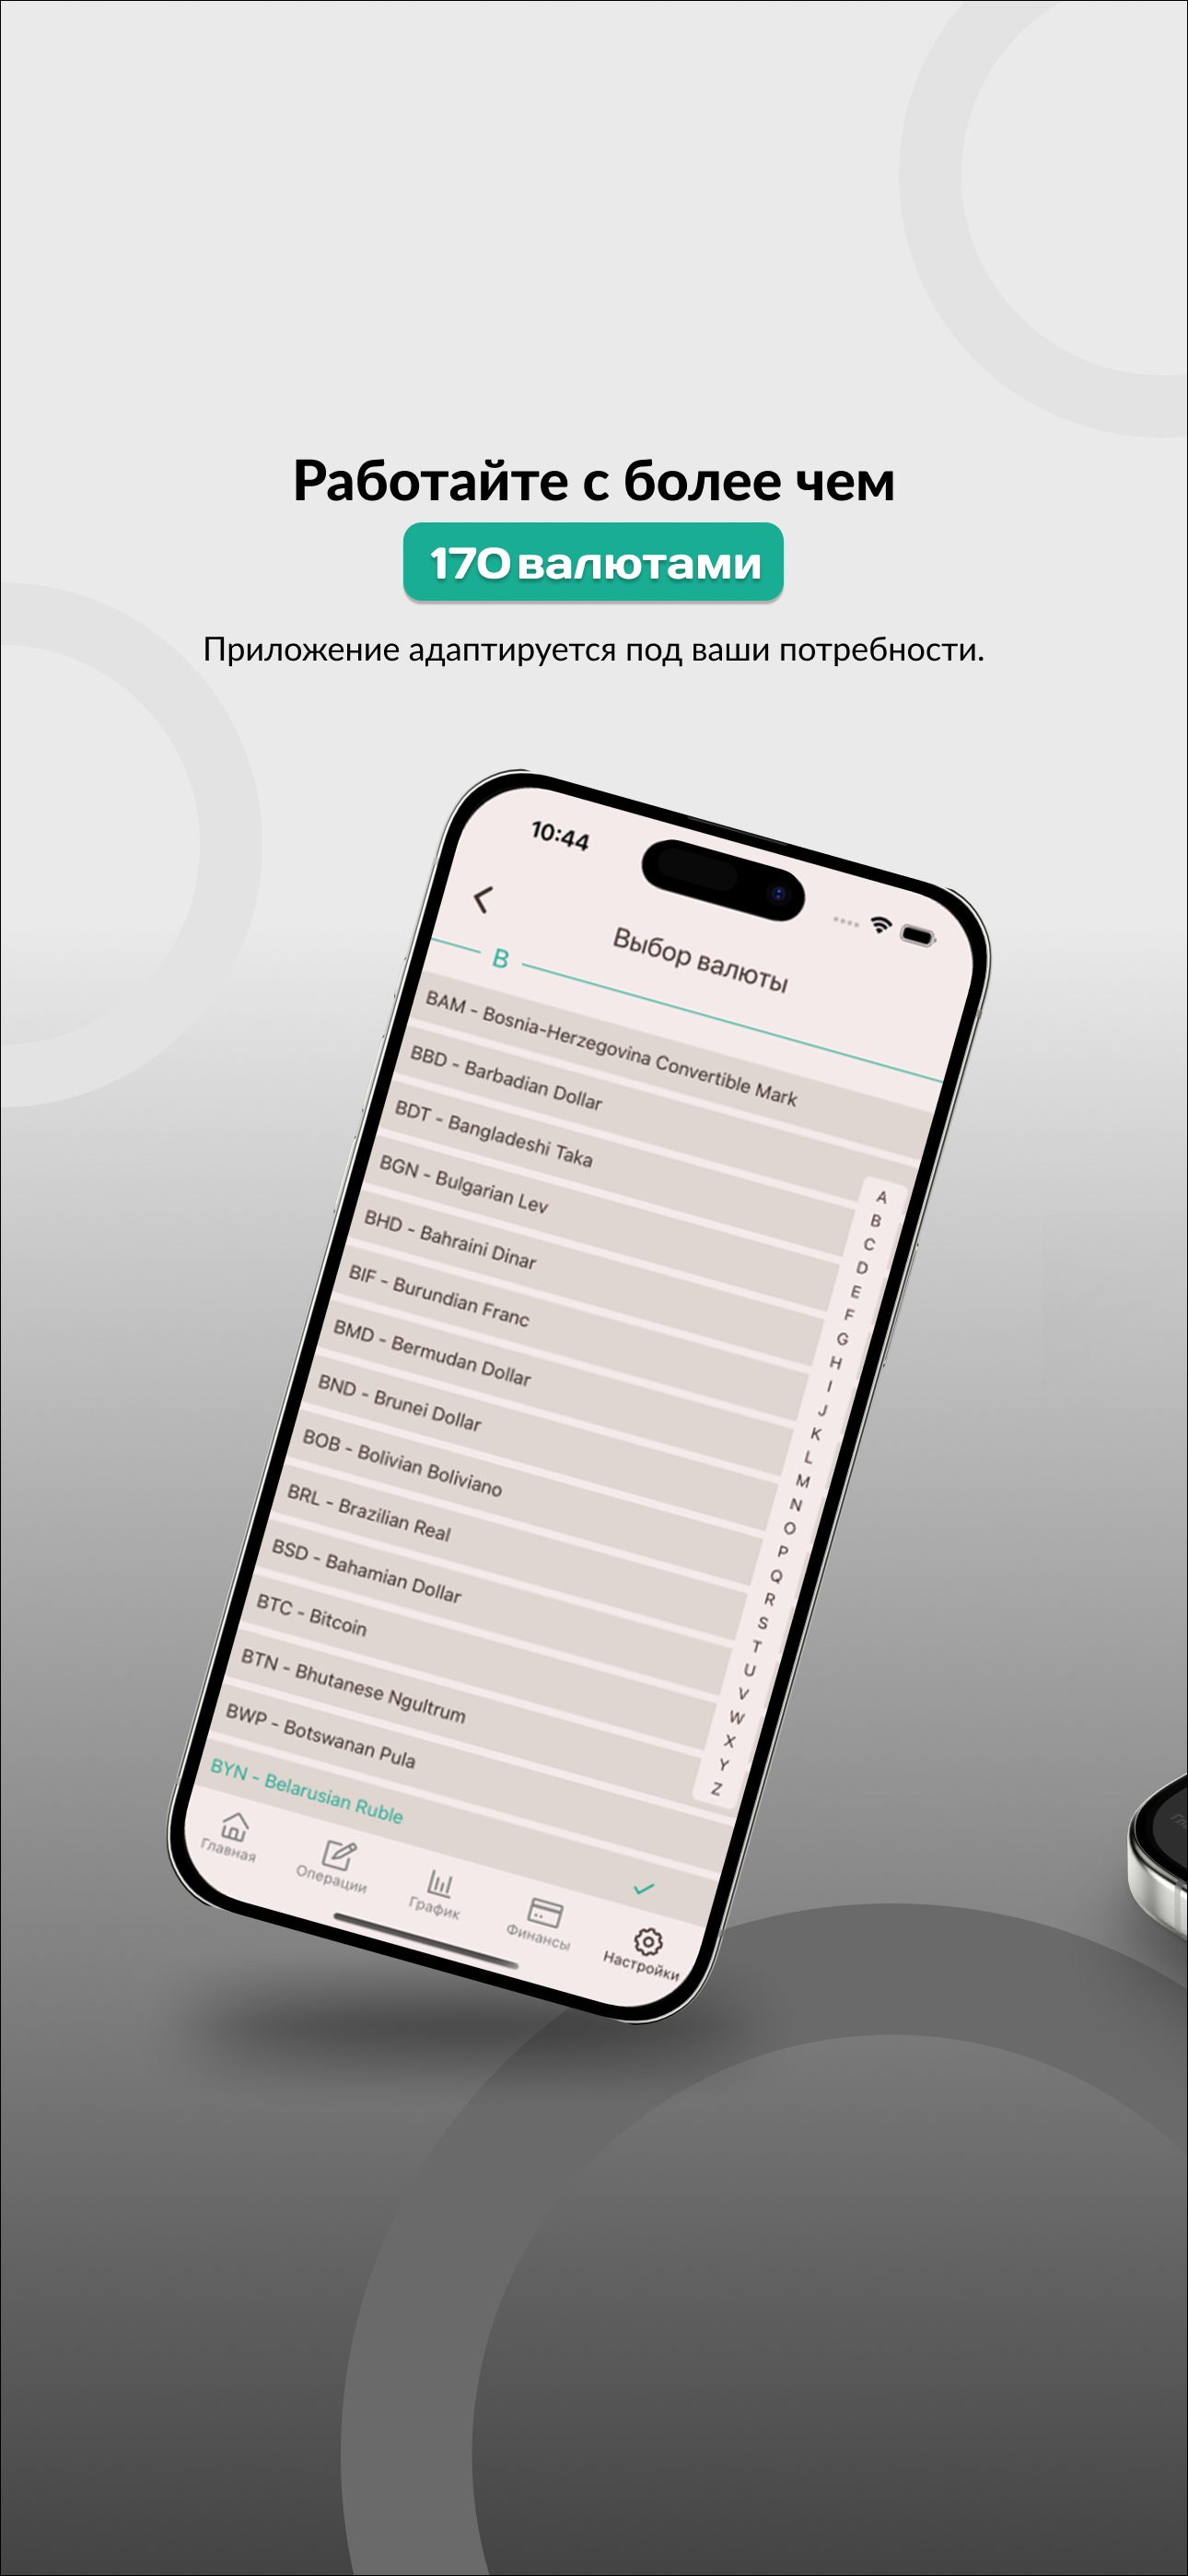 Работайте с более чем
170 валютами
Приложение адаптируется под ваши потребности.
10:44
Выбор валюты
B
BAM - Bosnia-Herzegovina Convertible Mark
BBD - Barbadian Dollar
BDT - Bangladeshi Taka
BGN - Bulgarian Lev
BHD - Bahraini Dinar
BIF - Burundian Franc
BMD - Bermudan Dollar
BND - Brunei Dollar
BOB - Bolivian Boliviano
BRL - Brazilian Real
BSD - Bahamian Dollar
BTC - Bitcoin
BTN - Bhutanese Ngultrum
BWP - Botswanan Pula
BYN - Belarusian Ruble
A
B
C
D
E
F
G
H
I
J
K
L
M
N
O
P
Q
R
S
T
U
V
W
X
Y
Z
Главная
Операции
График
Финансы
Настройки